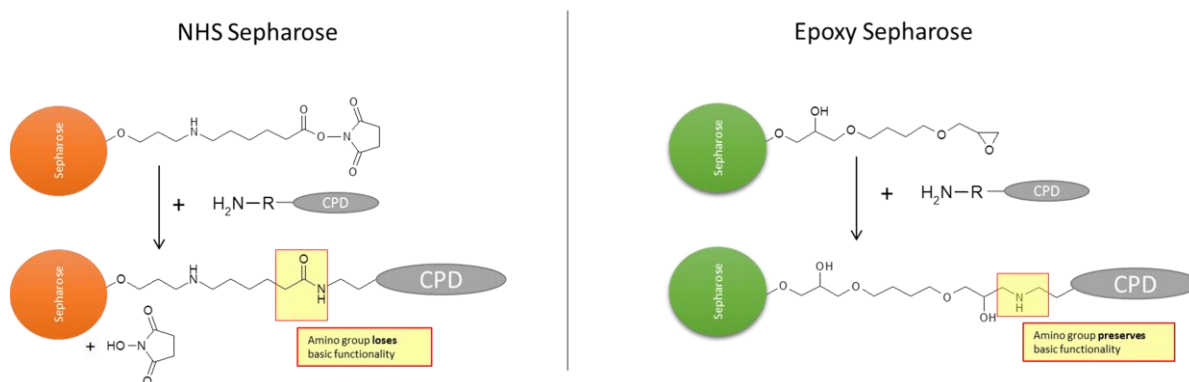 NHS Sepharose
Sepharose
O
H
N
O
O
N
O
O
+
H₂N—R
CPD
Sepharose
O
H
N
O
N
H
CPD
+ HO
N
O
O
Amino group loses
basic functionality
Epoxy Sepharose
Sepharose
O
OH
O
O
O
+
H₂N—R
CPD
Sepharose
O
OH
O
O
OH
N
H
CPD
Amino group preserves
basic functionality